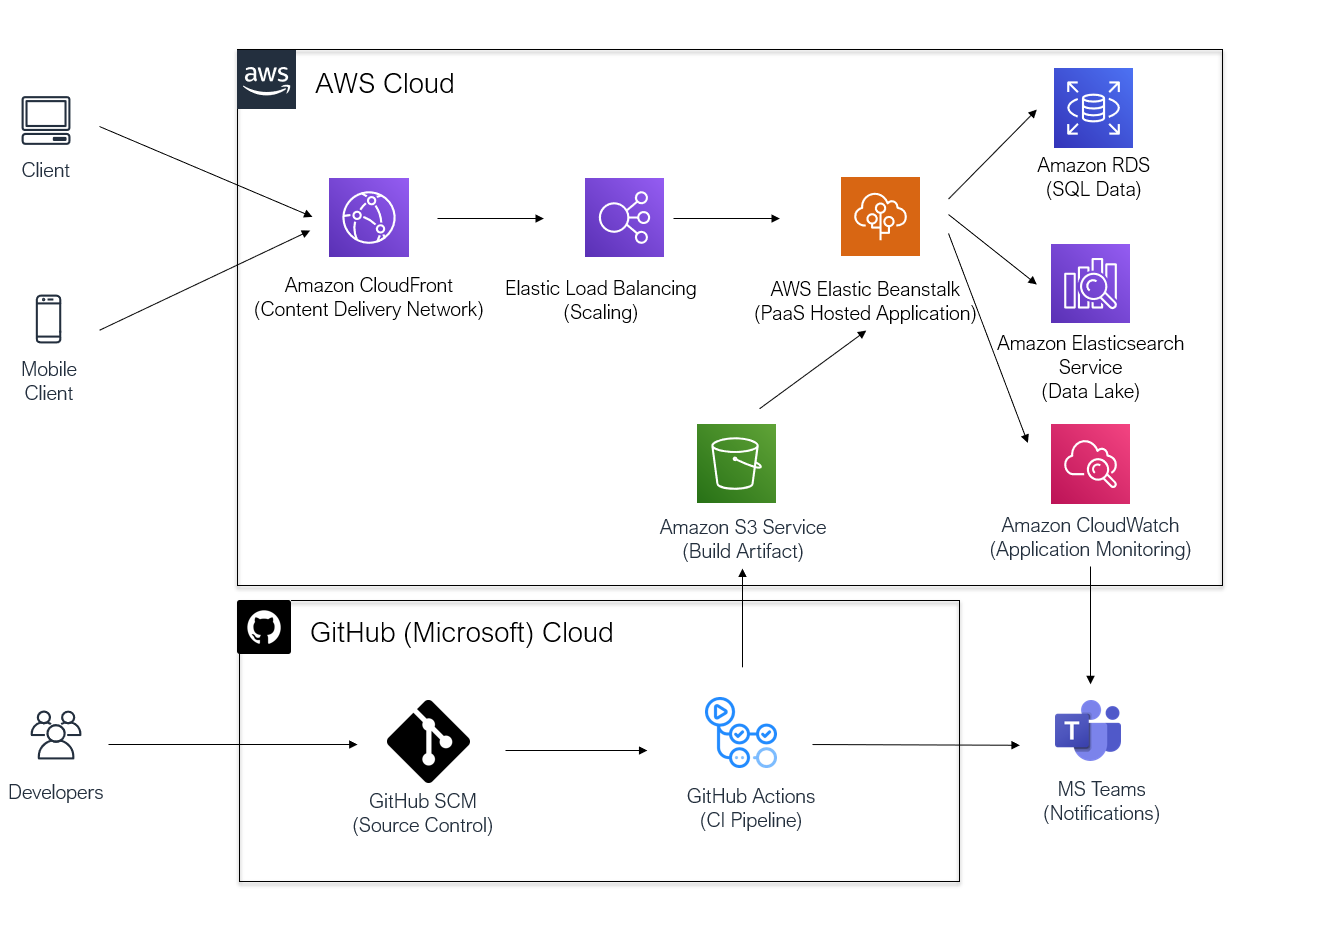 aws
AWS Cloud
Client
Mobile
Client
Amazon CloudFront
(Content Delivery Network)
Elastic Load Balancing
(Scaling)
AWS Elastic Beanstalk
(PaaS Hosted Application)
Amazon RDS
(SQL Data)
Amazon Elasticsearch
Service
(Data Lake)
Amazon S3 Service
(Build Artifact)
Amazon CloudWatch
(Application Monitoring)
GitHub (Microsoft) Cloud
Developers
GitHub SCM
(Source Control)
GitHub Actions
(CI Pipeline)
T
MS Teams
(Notifications)